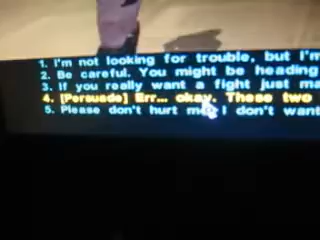 1. I'm not looking for trouble, but I'm
2. Be careful. You might be heading
3. If you really want a fight just ma
4. [Persuade] Err... okay. These two
5. Please don't hurt me. I don't want